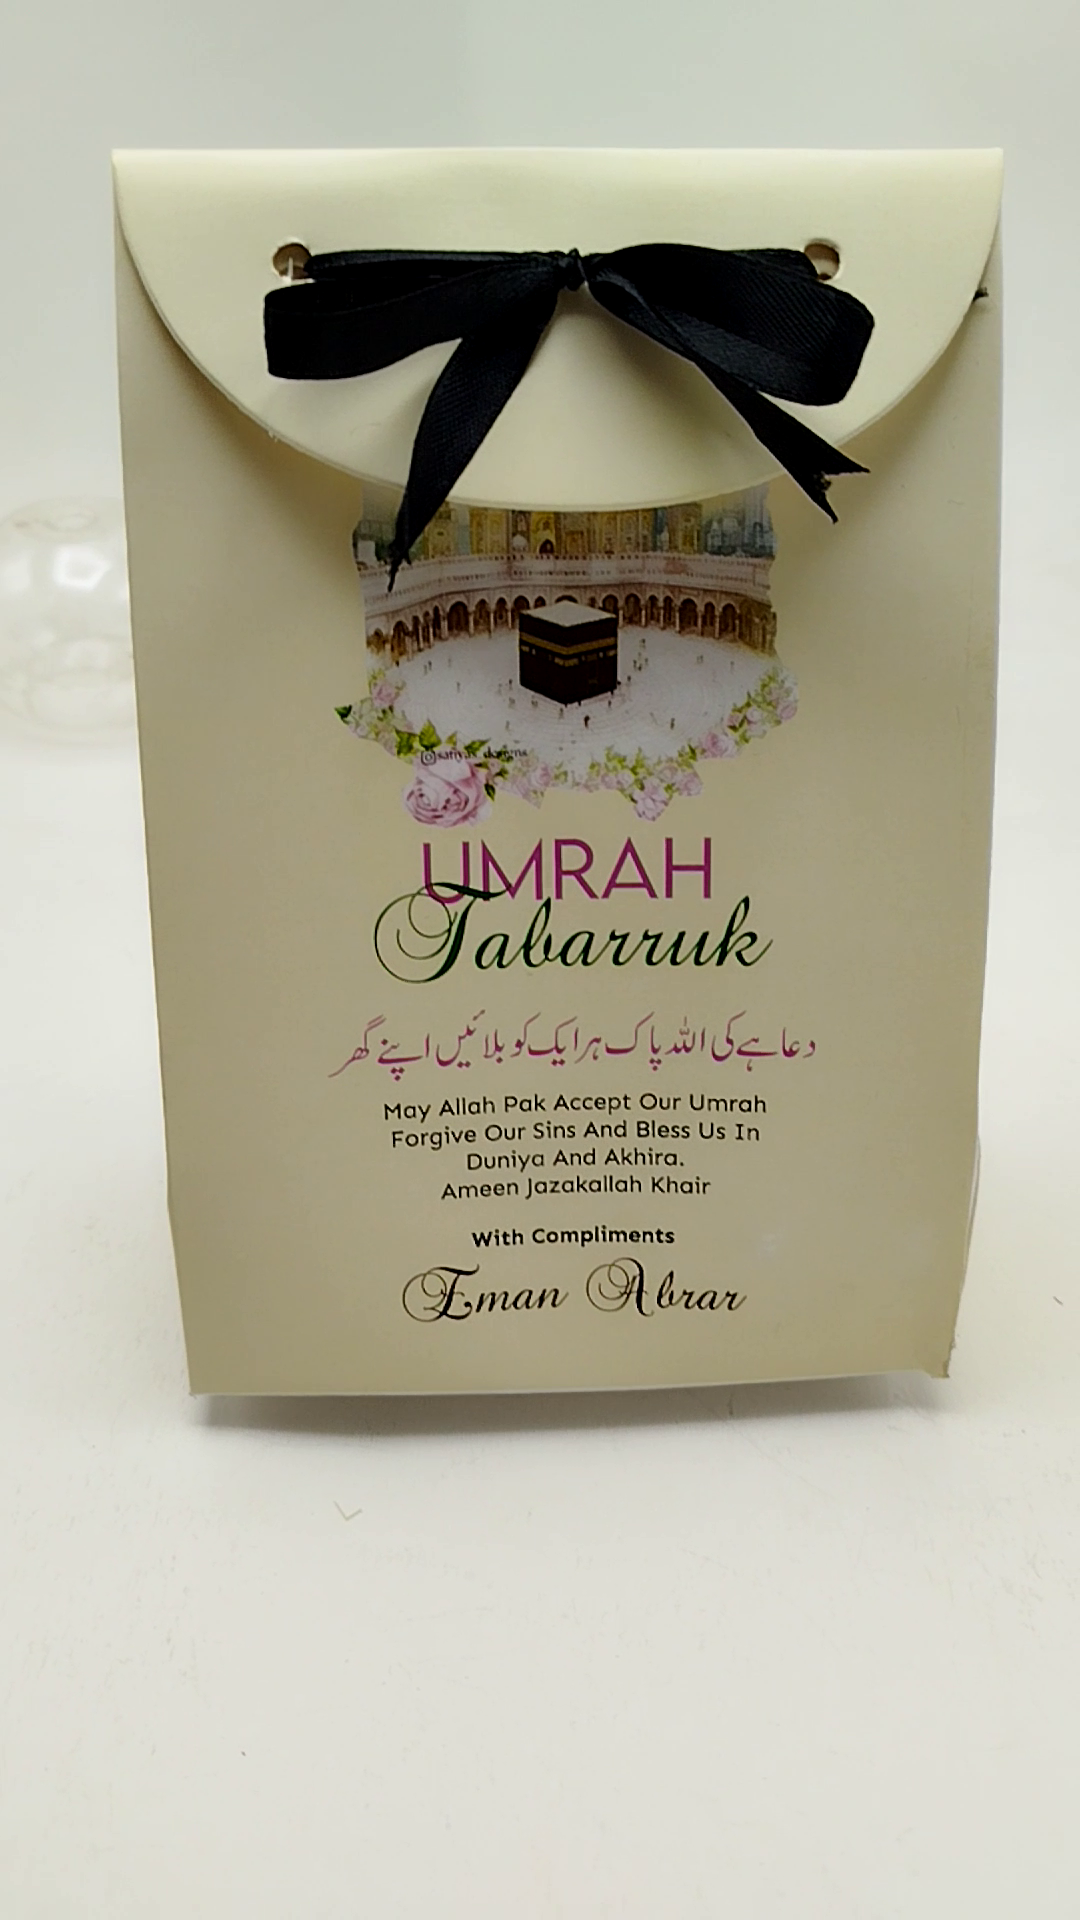 @safiyas_designs
UMRAH
Tabarruk
دعا ہے کی اللہ پاک ہر ایک کو بلائیں اپنے گھر
May Allah Pak Accept Our Umrah
Forgive Our Sins And Bless Us In
Duniya And Akhira.
Ameen Jazakallah Khair
With Compliments
Eman Abrar